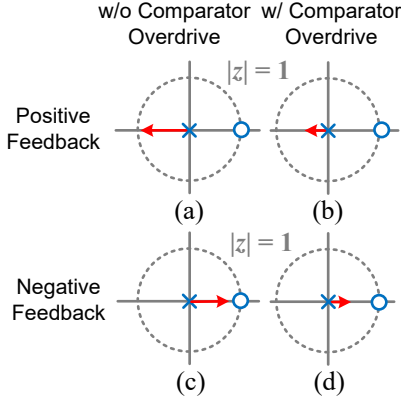 w/o Comparator Overdrive
w/ Comparator Overdrive
|z| = 1
Positive
Feedback
(a)
(b)
|z| = 1
Negative
Feedback
(c)
(d)